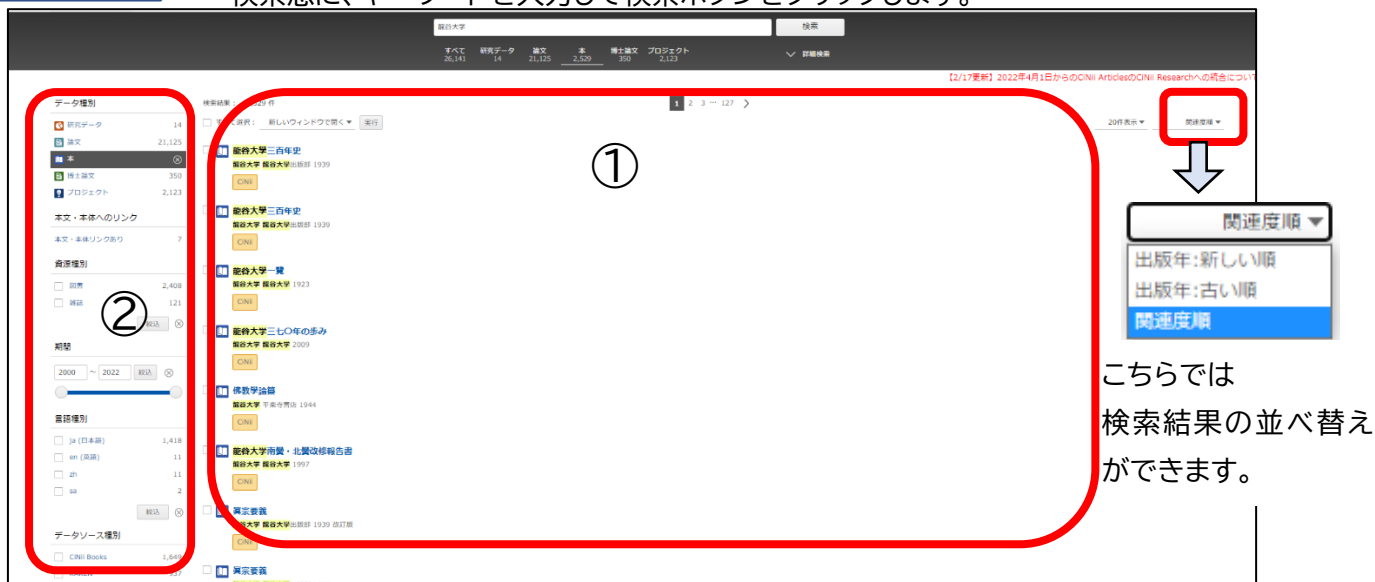 検索窓に、キーワードを入力して検索ボタンをクリックします。
龍谷大学
検索
すべて 研究データ 論文 本 博士論文 プロジェクト
26,141 14 21,125 2,529 350 2,123
詳細検索
【2/17更新】2022年4月1日からのCiNii ArticlesのCiNii Researchへの統合につい
データ種別
研究データ 14
論文 21,125
本
博士論文 350
プロジェクト 2,123
本文・本体へのリンク
本文・本体リンクあり 7
資源種別
図書 2,408
雑誌 121
絞込
②
期間
2000 ~ 2022 絞込
言語種別
ja (日本語) 1,418
en (英語) 11
zh 11
sa 2
絞込
データソース種別
CiNii Books 1,649
検索結果: 件
1 2 3 … 127
選択: 新しいウィンドウで開く 実行
20件表示 関連度順
①
龍谷大学三百年史
龍谷大学 龍谷大学出版部 1939
CiNii
龍谷大学三百年史
龍谷大学 龍谷大学出版部 1939
CiNii
龍谷大学一覧
龍谷大学 龍谷大学 1923
CiNii
龍谷大学三七〇年の歩み
龍谷大学 龍谷大学 2009
CiNii
佛教学論纂
龍谷大学 平楽寺書店 1944
CiNii
龍谷大学南黌・北黌改修報告書
龍谷大学 龍谷大学 1997
CiNii
真宗要義
龍谷大学 龍谷大学出版部 1939 改訂版
CiNii
真宗要義
関連度順
出版年:新しい順
出版年:古い順
関連度順
こちらでは
検索結果の並べ替え
ができます。